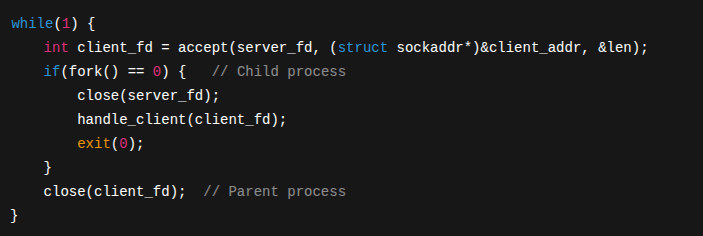 while(1) {
    int client_fd = accept(server_fd, (struct sockaddr*)&client_addr, &len);
    if(fork() == 0) {   // Child process
        close(server_fd);
        handle_client(client_fd);
        exit(0);
    }
    close(client_fd);  // Parent process
}